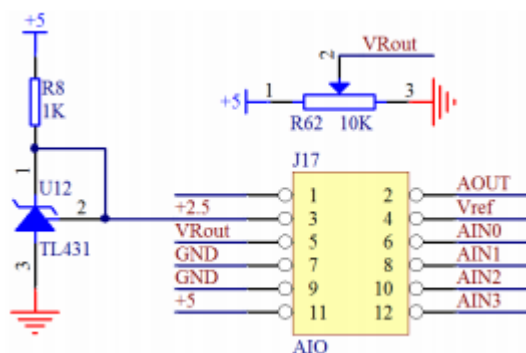 +5
R8
1K
1
U12
2
TL431
3
2
VRout
+5
1
3
R62 10K
J17
1 2 AOUT
+2.5 3 4 Vref
VRout 5 6 AIN0
GND 7 8 AIN1
GND 9 10 AIN2
+5 11 12 AIN3
AIO